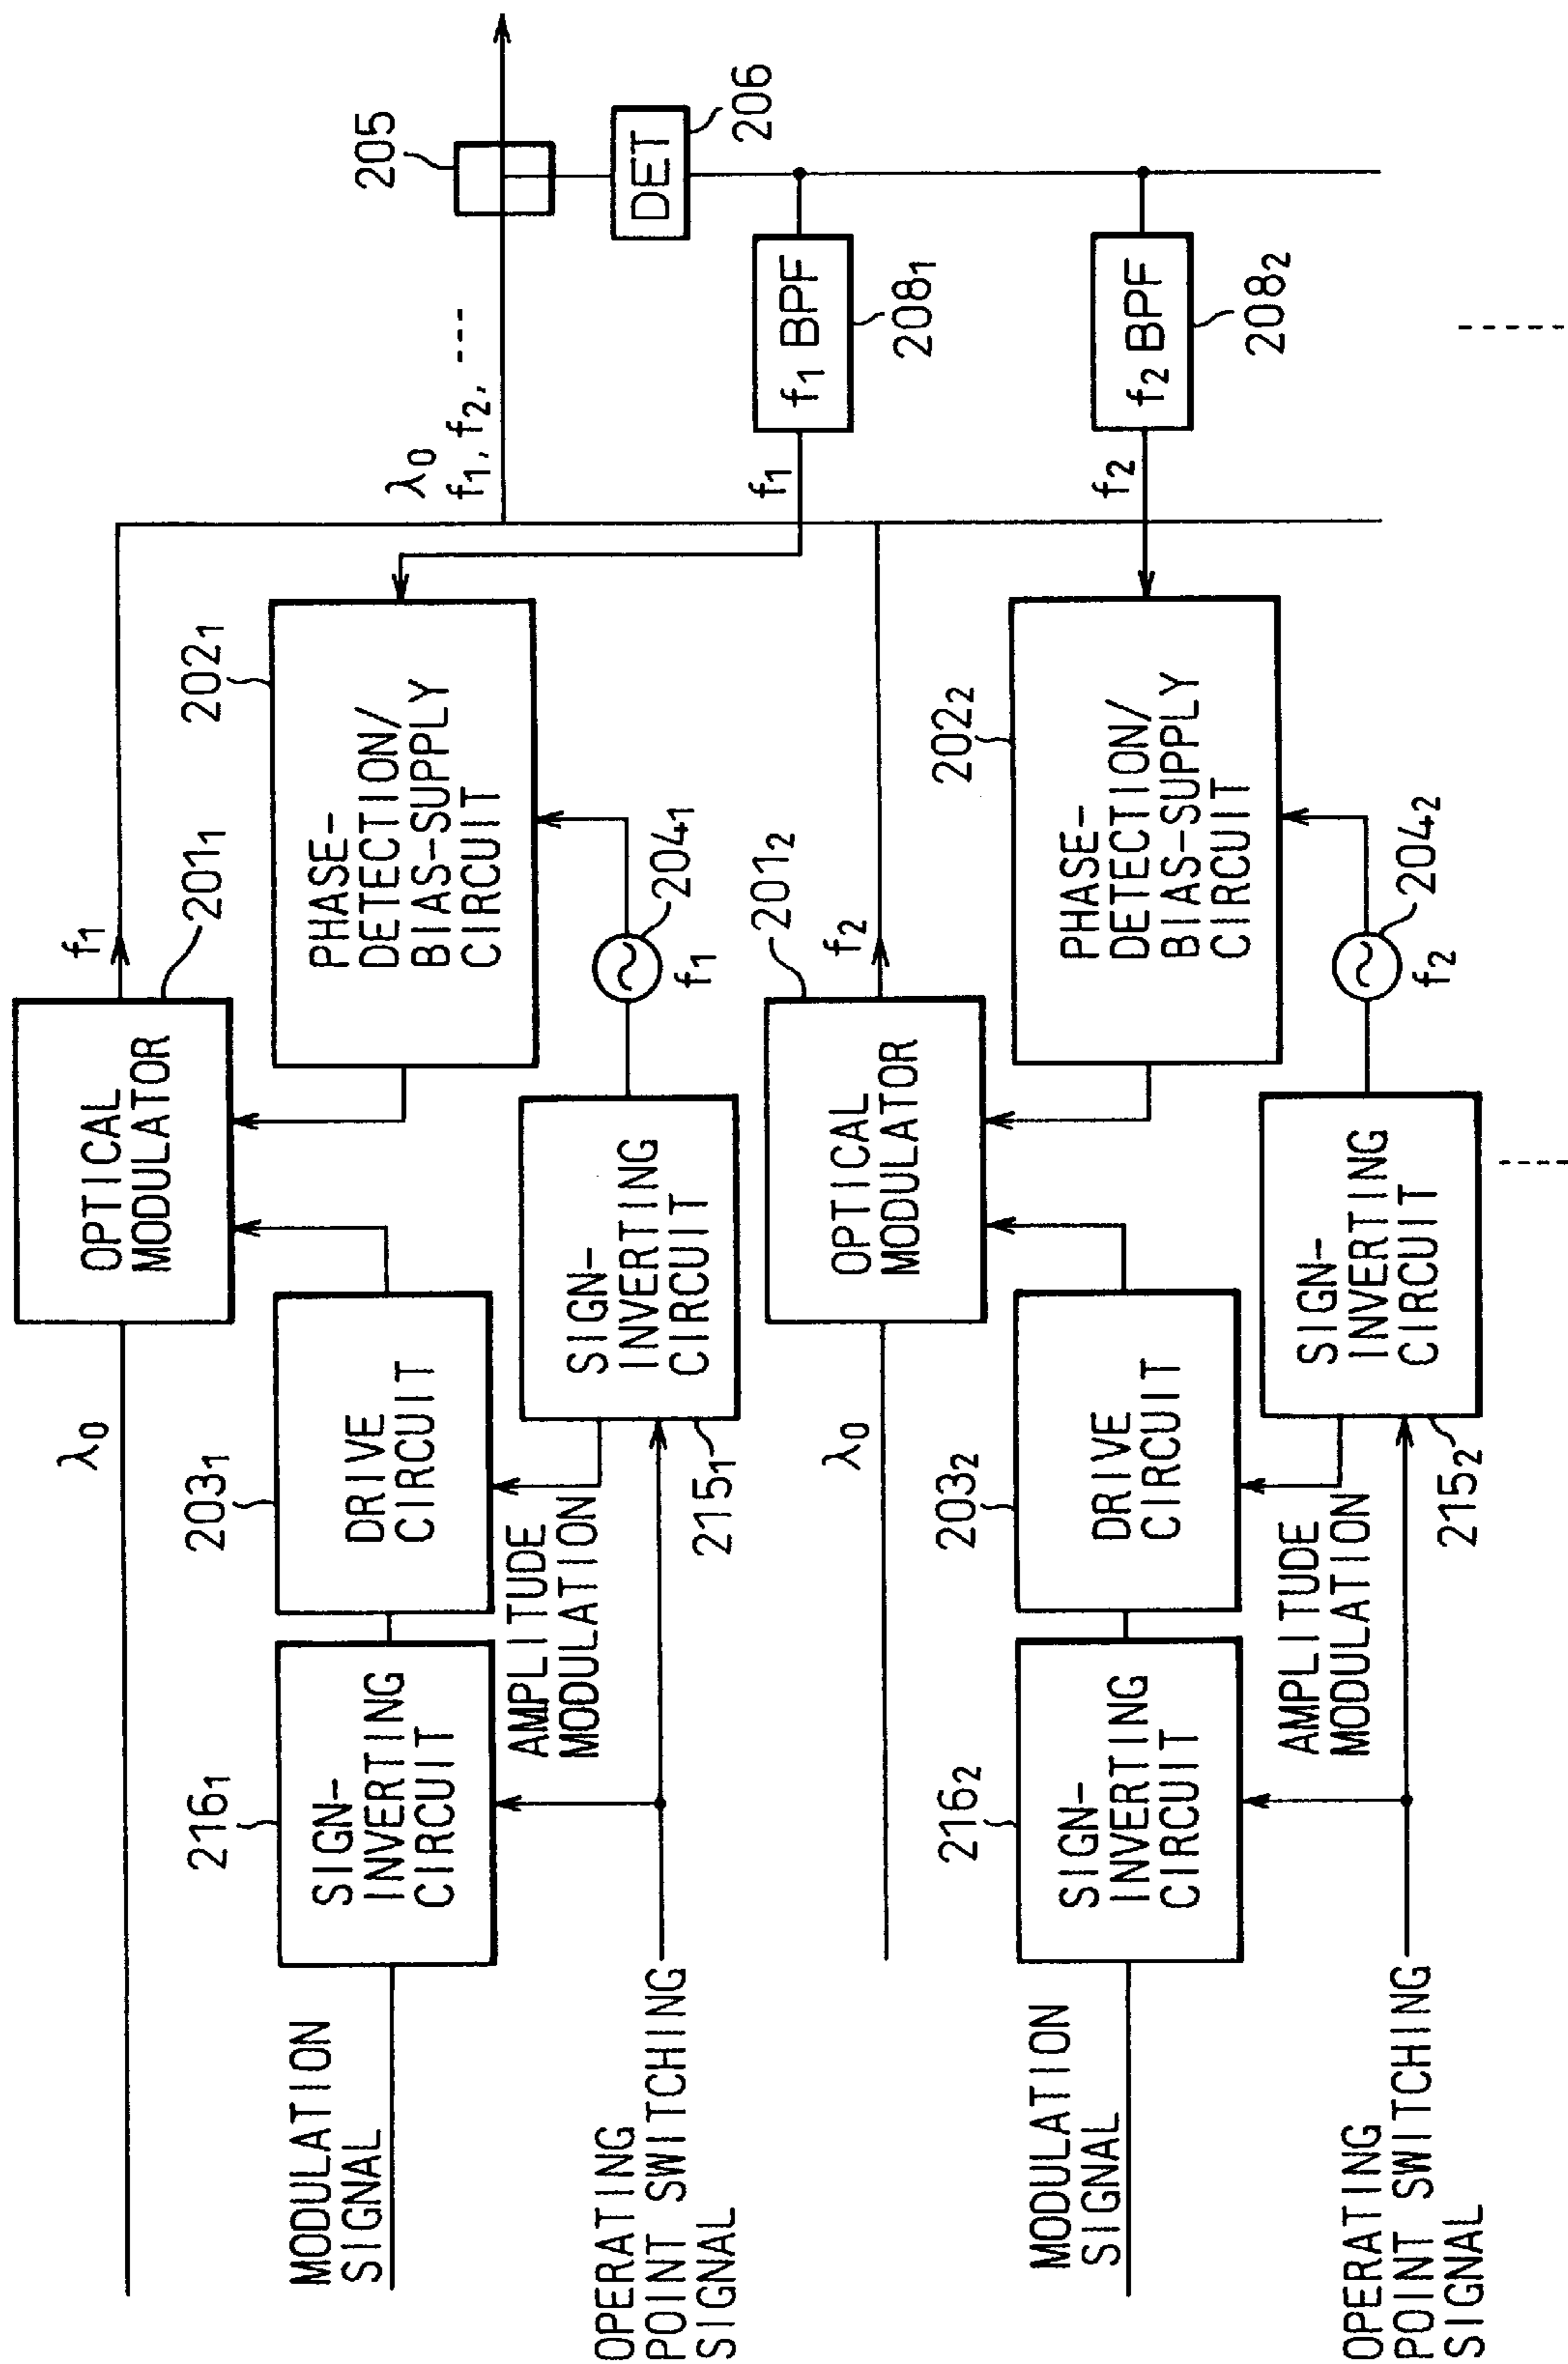 λ0
OPTICAL
MODULATOR
f1
2011
λ0
f1, f2, ----
205
DET
206
2161
SIGN-
INVERTING
CIRCUIT
2031
DRIVE
CIRCUIT
2021
PHASE-
DETECTION/
BIAS-SUPPLY
CIRCUIT
MODULATION
SIGNAL
AMPLITUDE
MODULATION
SIGN-
INVERTING
CIRCUIT
2151
2041
f1
f1
f1 BPF
2081
OPERATING
POINT SWITCHING
SIGNAL
λ0
OPTICAL
MODULATOR
2012
f2
2162
SIGN-
INVERTING
CIRCUIT
2032
DRIVE
CIRCUIT
2022
PHASE-
DETECTION/
BIAS-SUPPLY
CIRCUIT
MODULATION
SIGNAL
AMPLITUDE
MODULATION
SIGN-
INVERTING
CIRCUIT
2152
2042
f2
f2
f2 BPF
2082
OPERATING
POINT SWITCHING
SIGNAL